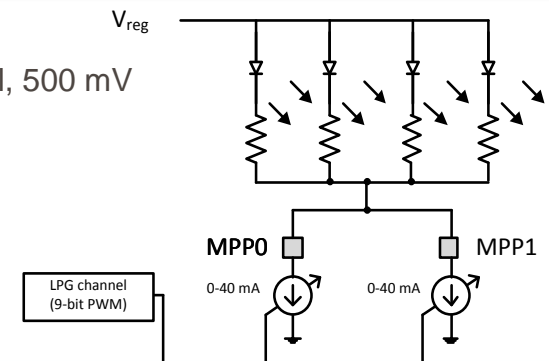 V_reg
, 500 mV
MPP0
MPP1
0-40 mA
0-40 mA
LPG channel
(9-bit PWM)